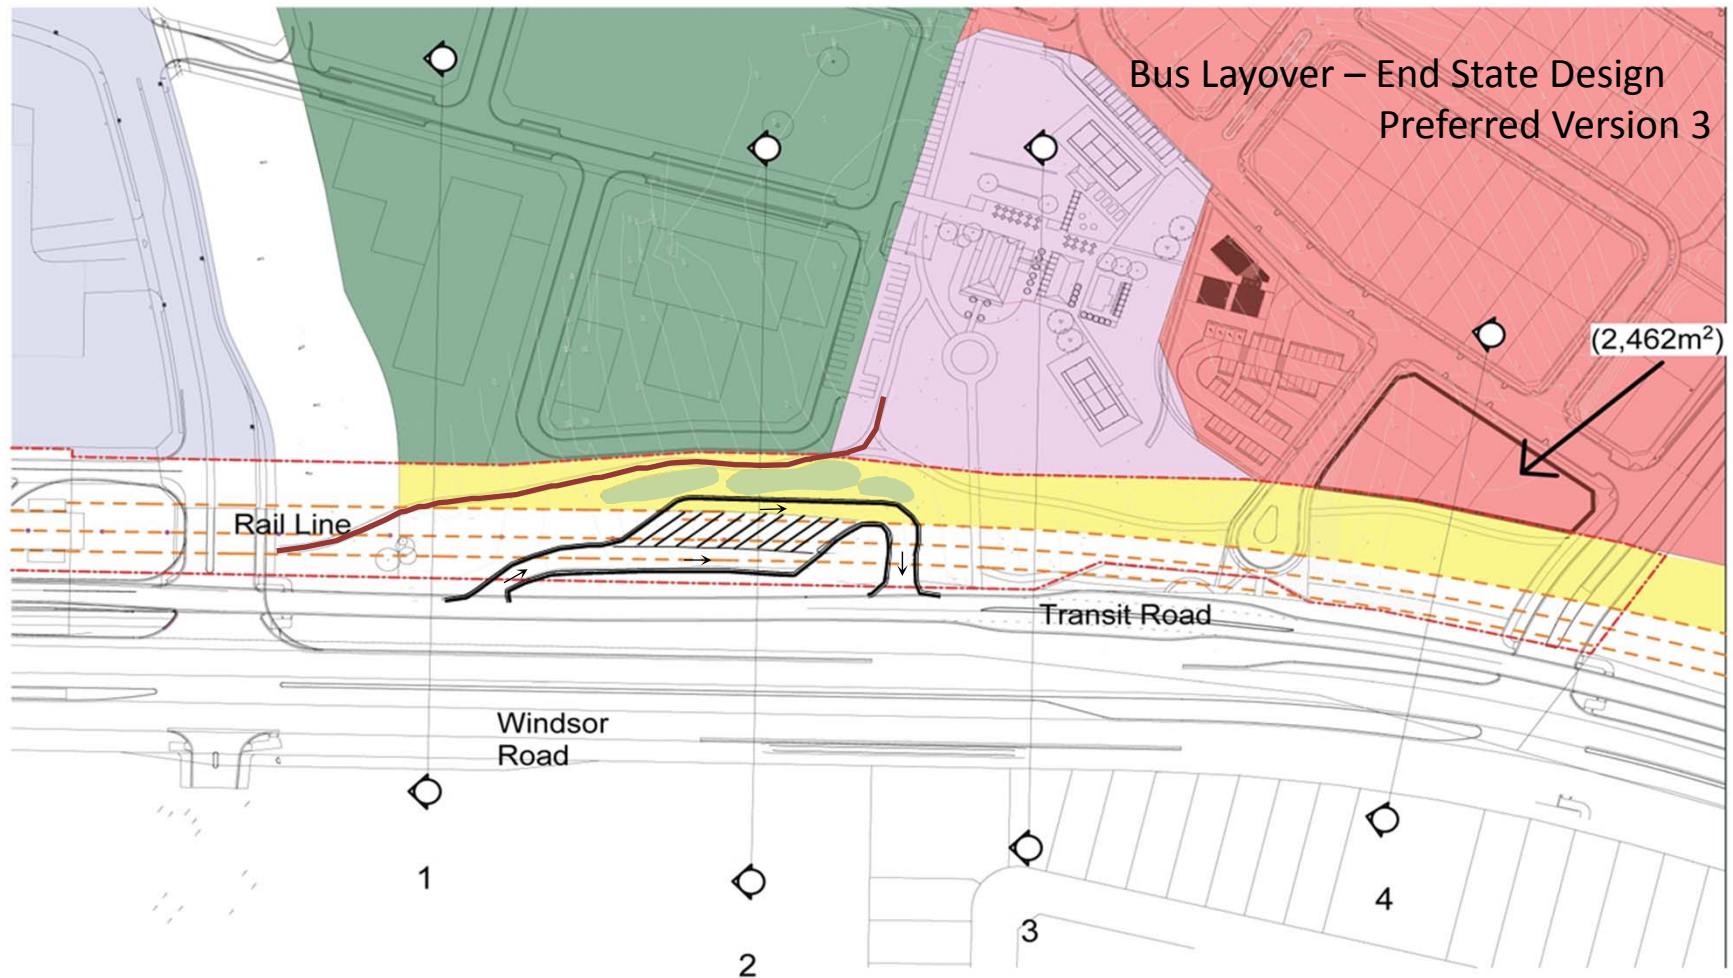 Bus Layover – End State Design
Preferred Version 3
(2,462m²)
Rail Line
Transit Road
Windsor
Road
1
2
3
4